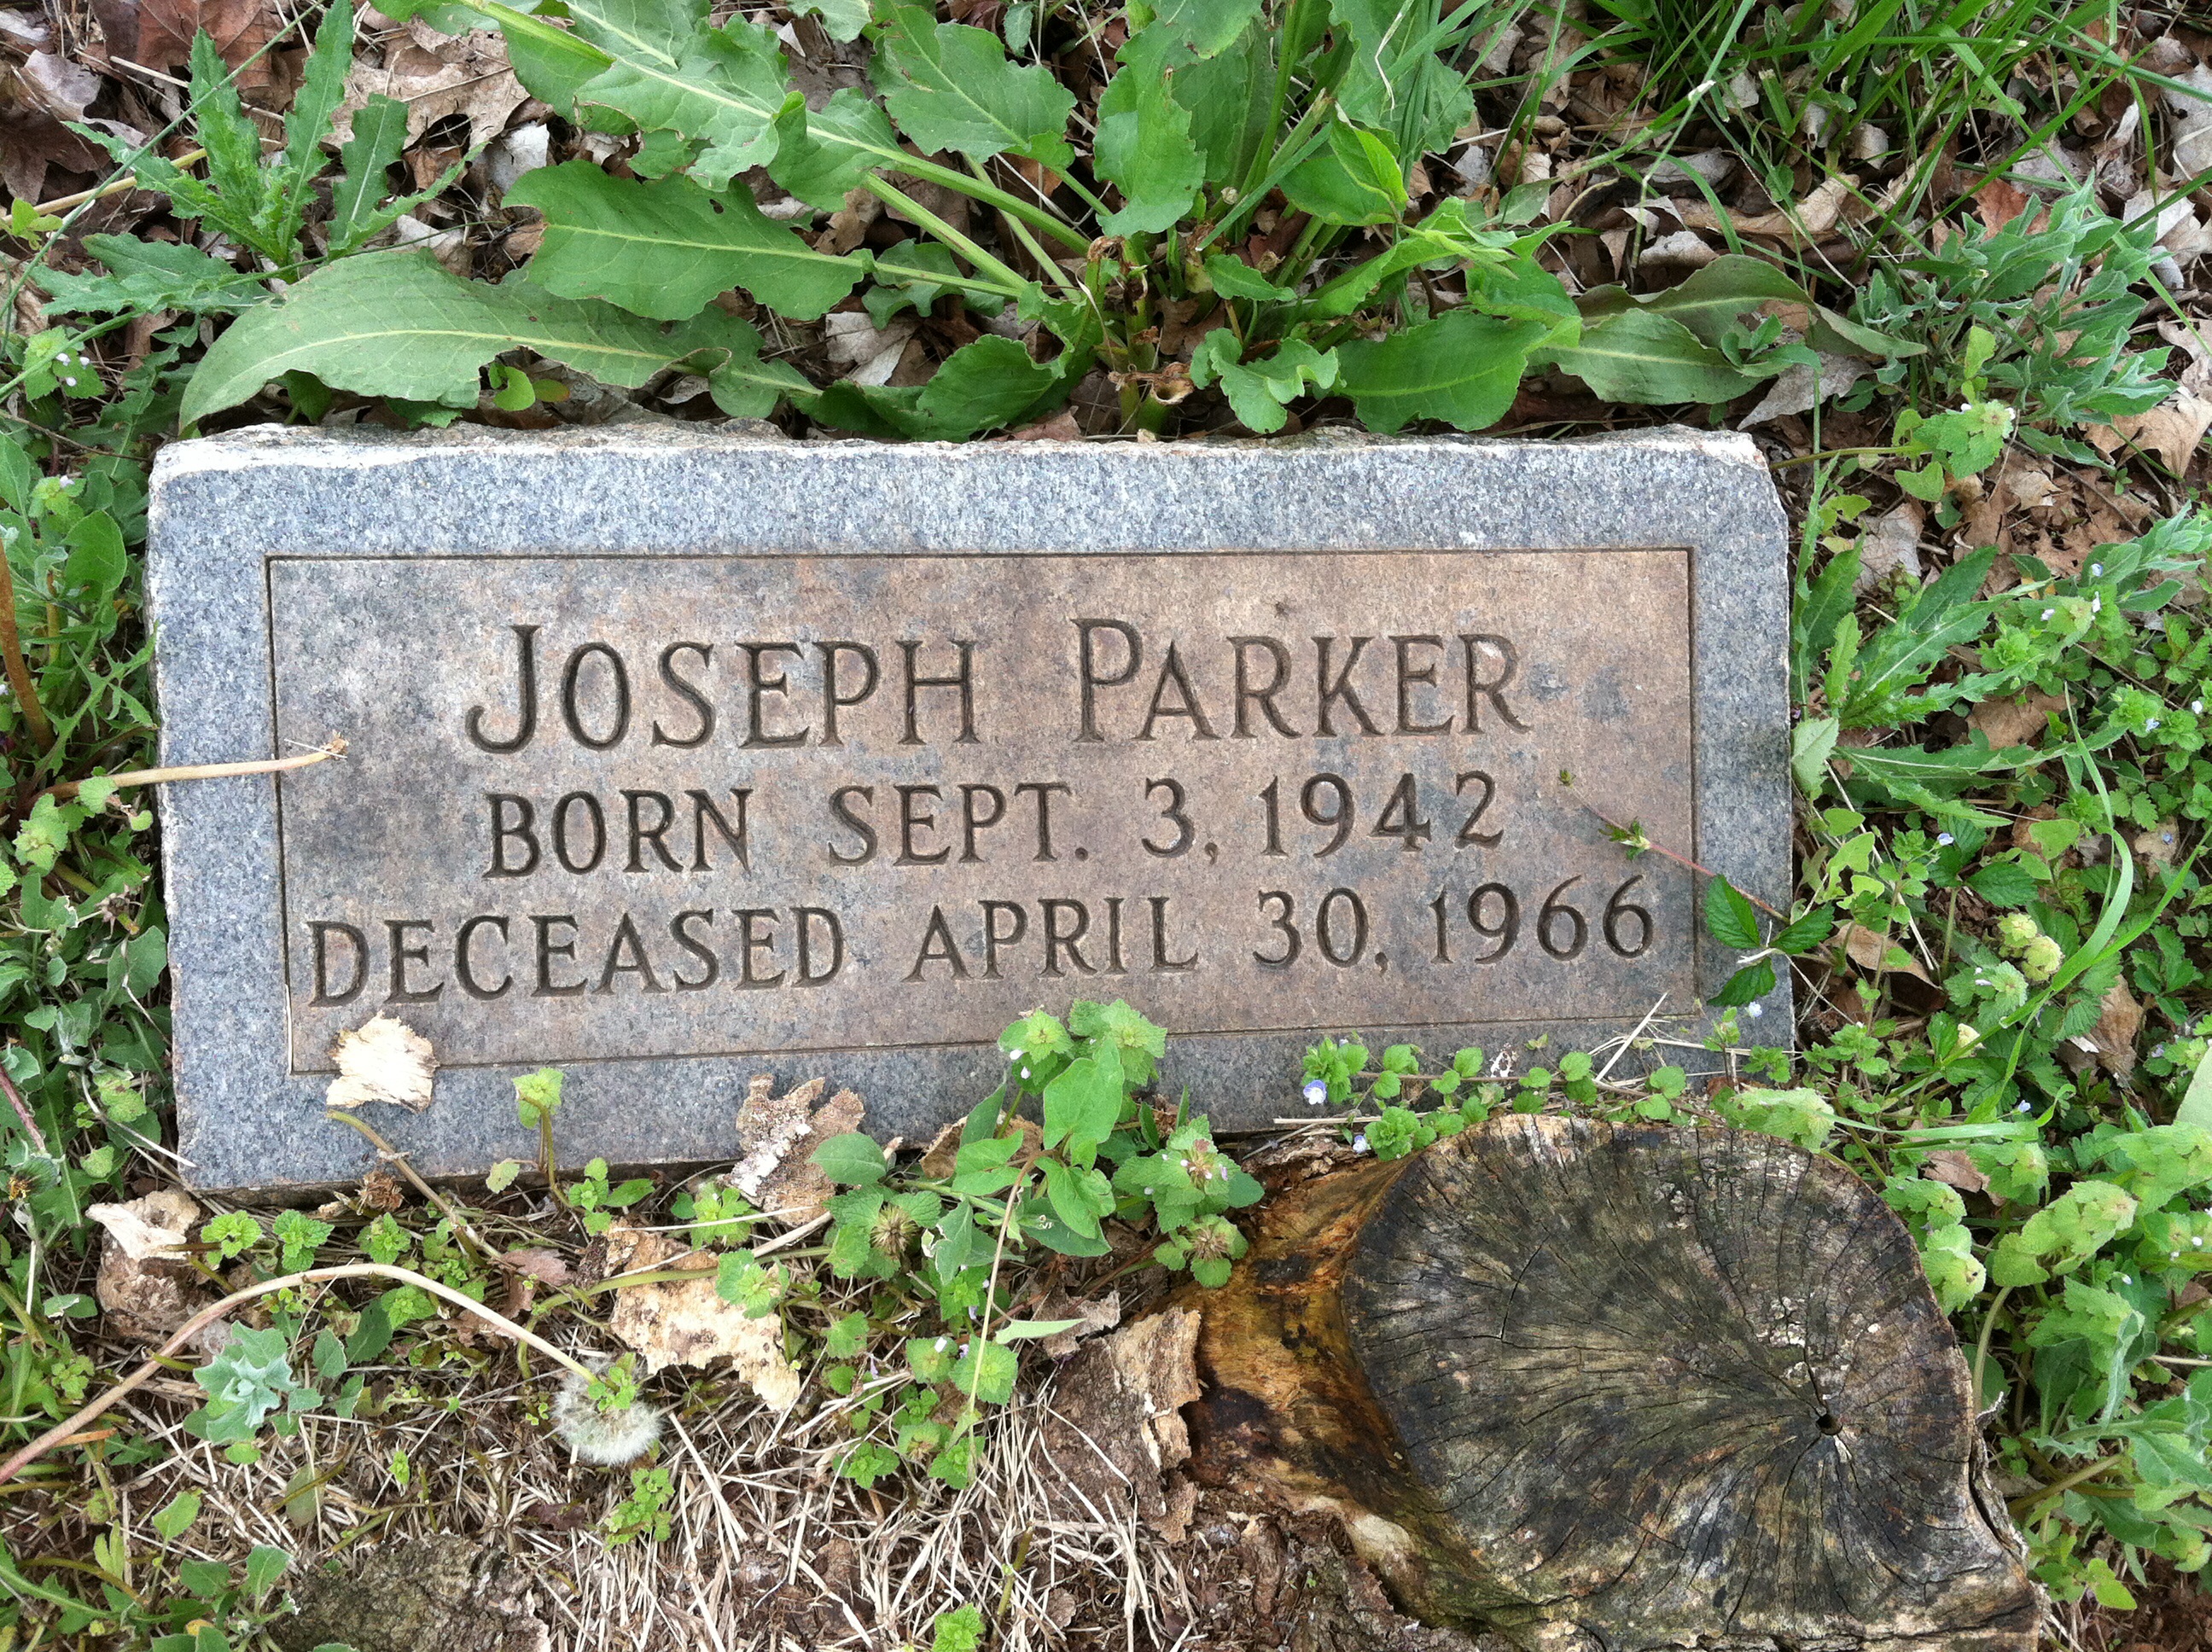 JOSEPH PARKER
BORN SEPT. 3, 1942
DECEASED APRIL 30, 1966